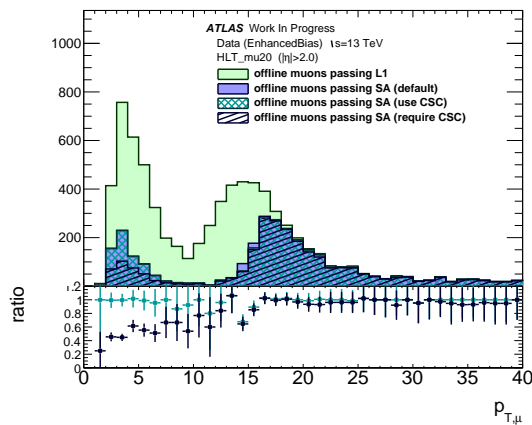 ATLAS Work In Progress
Data (EnhancedBias) √s=13 TeV
HLT_mu20 (|η|>2.0)
offline muons passing L1
offline muons passing SA (default)
offline muons passing SA (use CSC)
offline muons passing SA (require CSC)
1000
800
600
400
200
1.2
1
0.8
0.6
0.4
0.2
0
ratio
0 5 10 15 20 25 30 35 40
p_T,μ